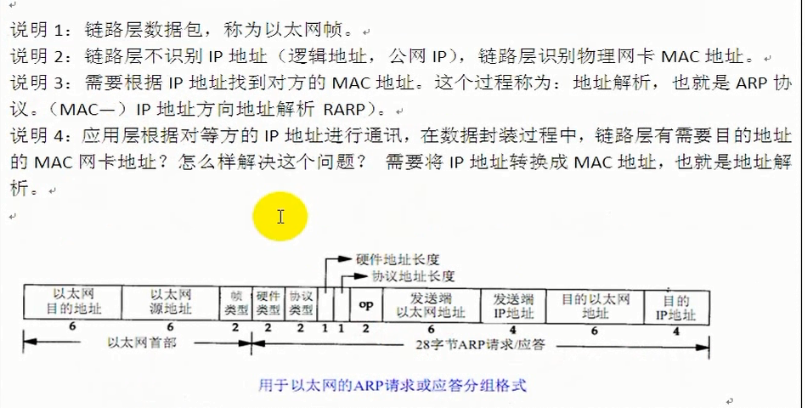 说明 1：链路层数据包，称为以太网帧。
说明 2：链路层不识别 IP 地址（逻辑地址，公网 IP），链路层识别物理网卡 MAC 地址。
说明 3：需要根据 IP 地址找到对方的 MAC 地址。这个过程称为：地址解析，也就是 ARP 协
议。（MAC—）IP 地址方向地址解析 RARP）。
说明 4：应用层根据对等方的 IP 地址进行通讯，在数据封装过程中，链路层有需要目的地址
的 MAC 网卡地址？怎么样解决这个问题？ 需要将 IP 地址转换成 MAC 地址，也就是地址解
析。
硬件地址长度
协议地址长度
以太网 以太网 帧 硬件 协议 op 发送端 发送端 目的以太网 目的
目的地址 源地址 类型 类型 类型 以太网地址 IP地址 地址 IP地址
6 6 2 2 2 1 1 2 6 4 6 4
以太网首部 28字节ARP请求/应答
用于以太网的ARP请求或应答分组格式